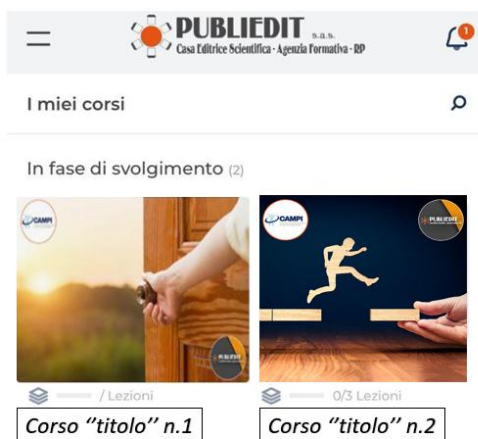 PUBLIEDIT s.a.s.
Casa Editrice Scientifica - Agenzia Formativa - RP
1
I miei corsi
In fase di svolgimento (2)
CAMPI
PUBLIEDIT
CAMPI
PUBLIEDIT
/ Lezioni
0/3 Lezioni
Corso ‘‘titolo’’ n.1
Corso ‘‘titolo’’ n.2